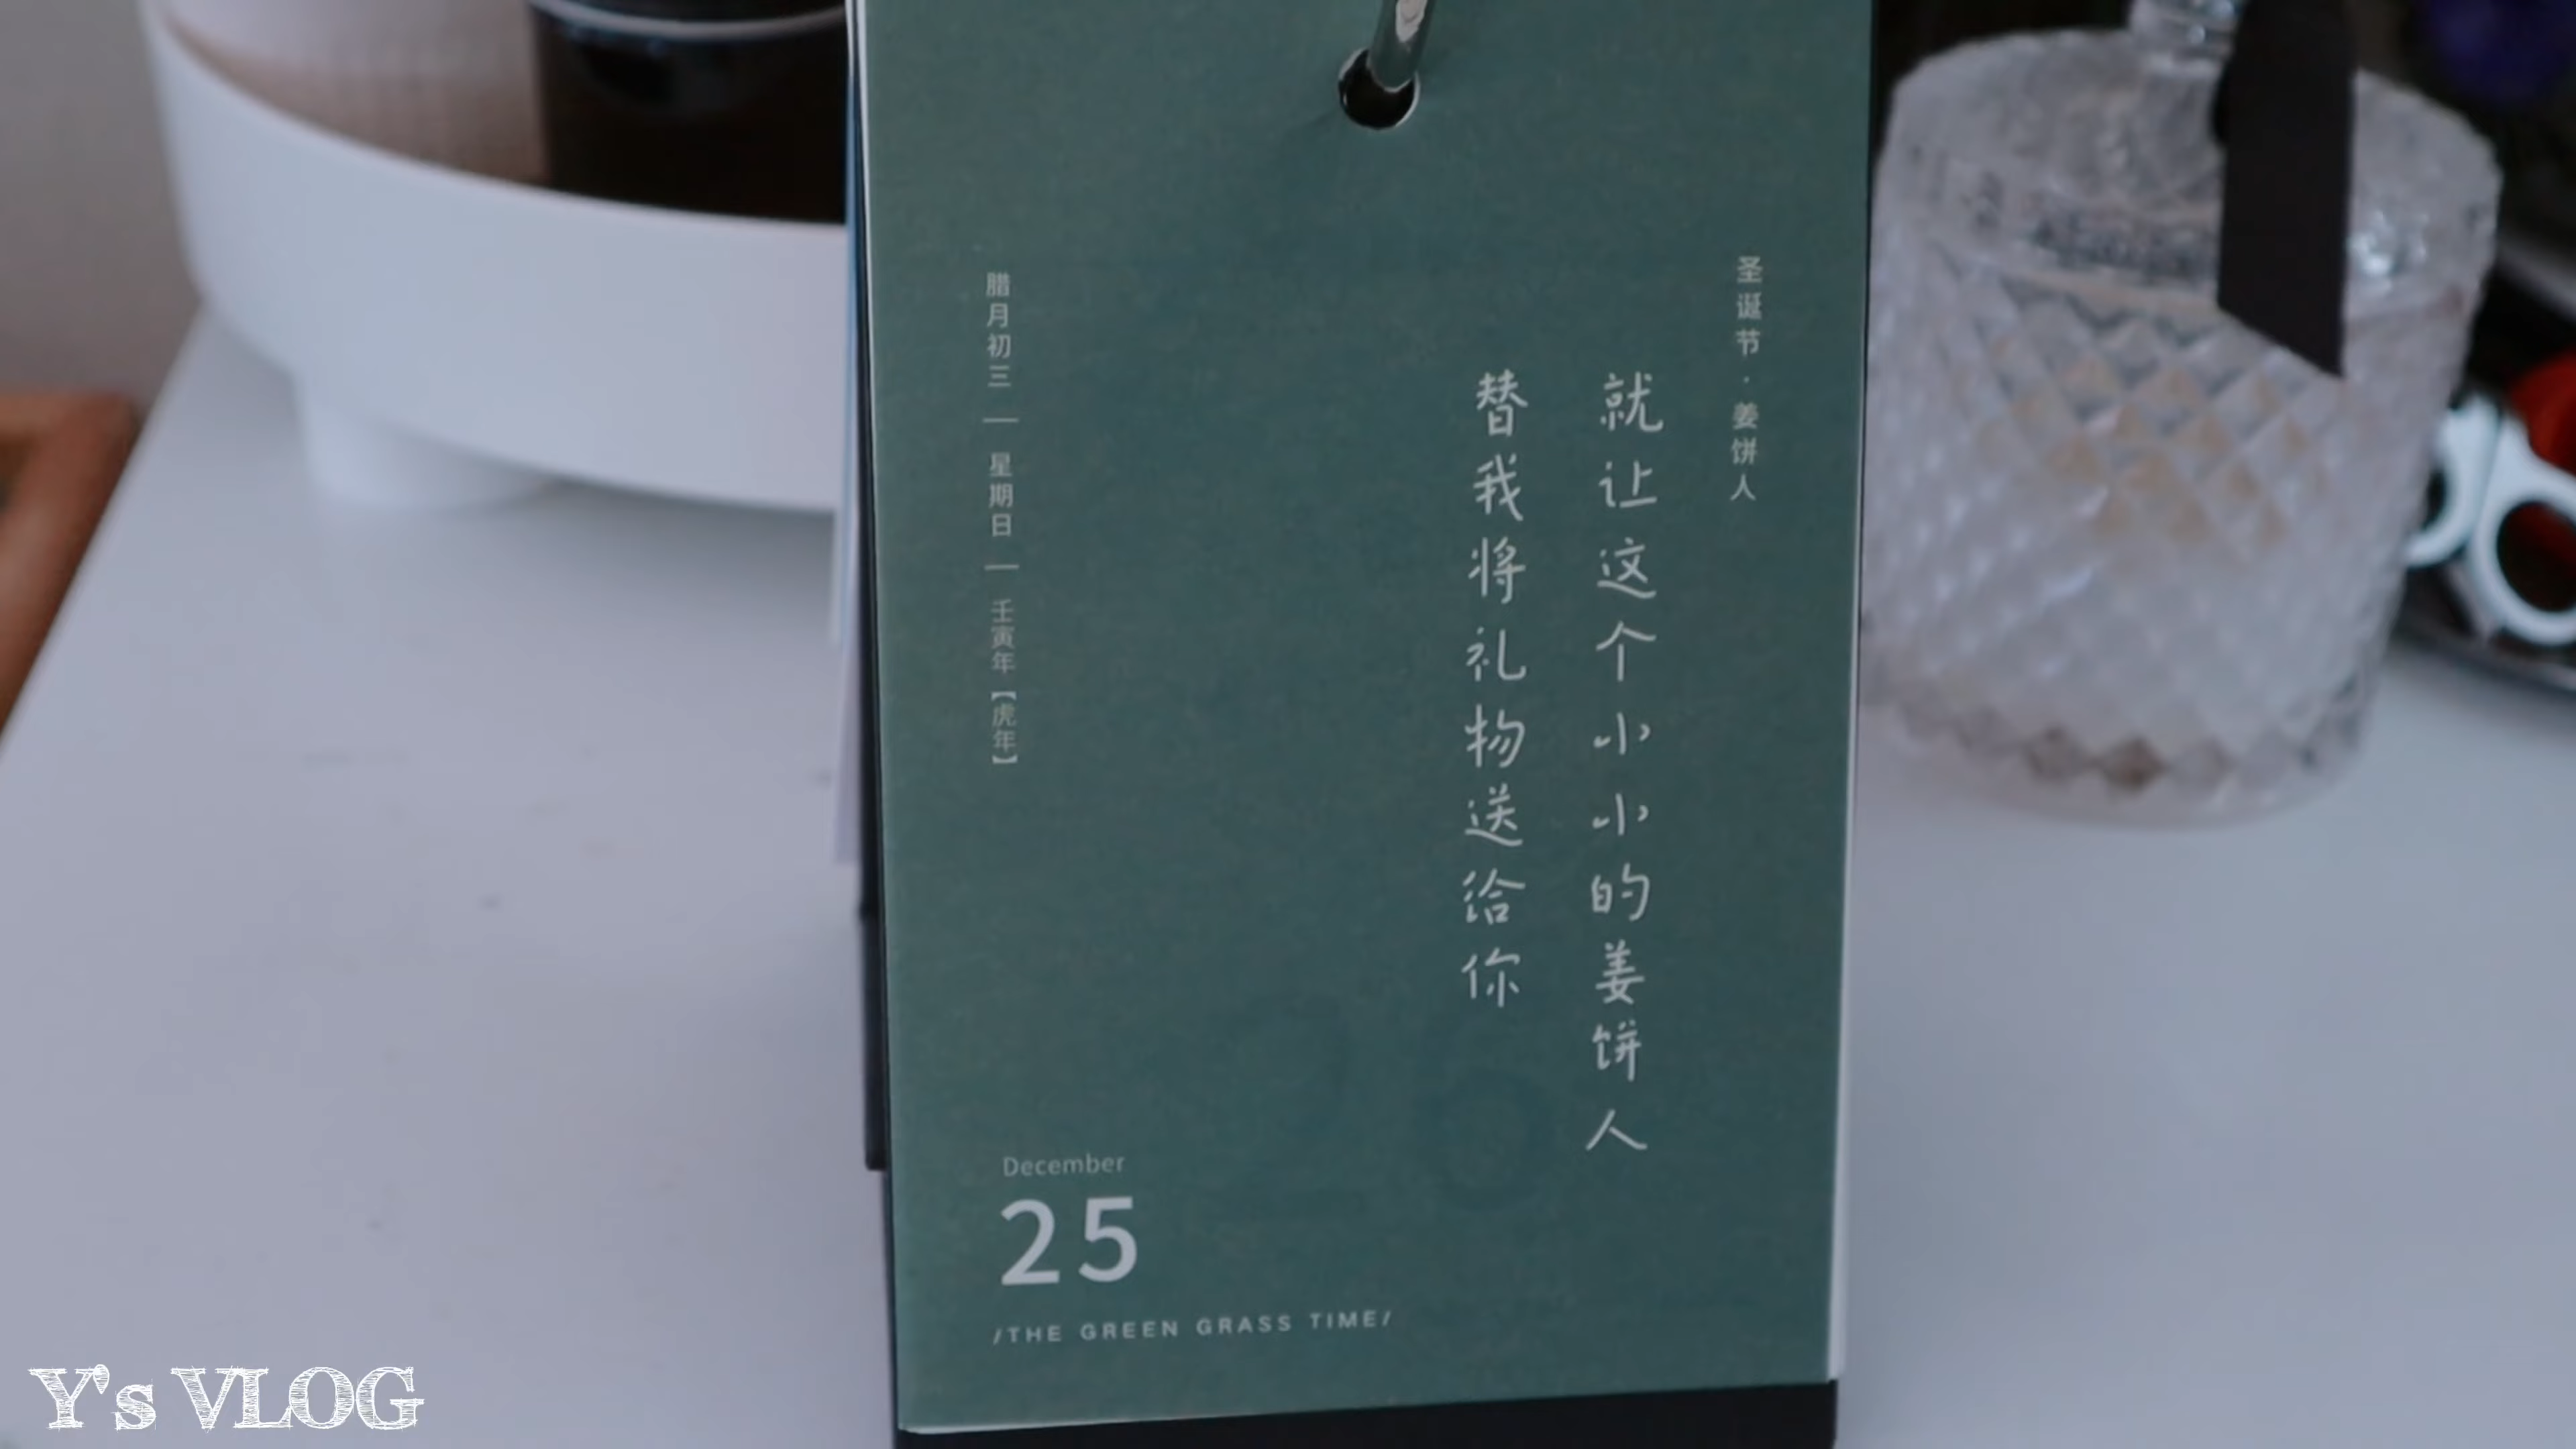 圣诞节·姜饼人
就让这个小小的姜饼人
替我将礼物送给你
腊月初三 — 星期日 — 壬寅年【虎年】
December
25
/THE GREEN GRASS TIME/
Y's VLOG